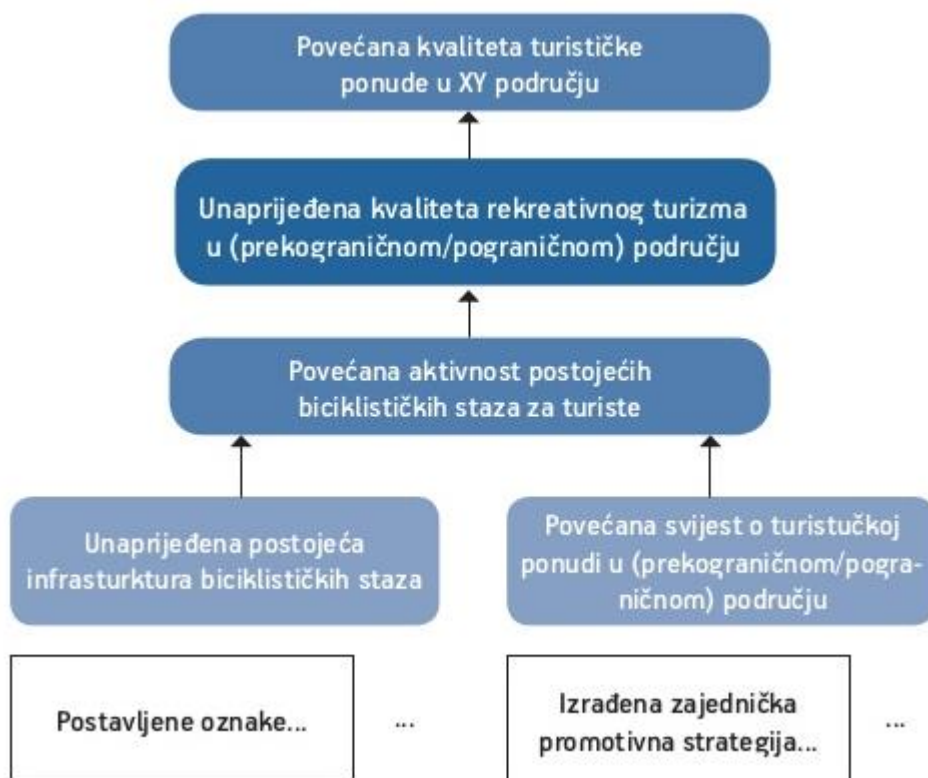 Povećana kvaliteta turističke
ponude u XY području
Unaprijeđena kvaliteta rekreativnog turizma
u (prekograničnom/pograničnom) području
Povećana aktivnost postojećih
biciklističkih staza za turiste
Unaprijeđena postojeća
infrasturktura biciklističkih staza
Povećana svijest o turistučkoj
ponudi u (prekograničnom/pogra-
ničnom) području
Postavljene oznake...
...
Izrađena zajednička
promotivna strategija...
...